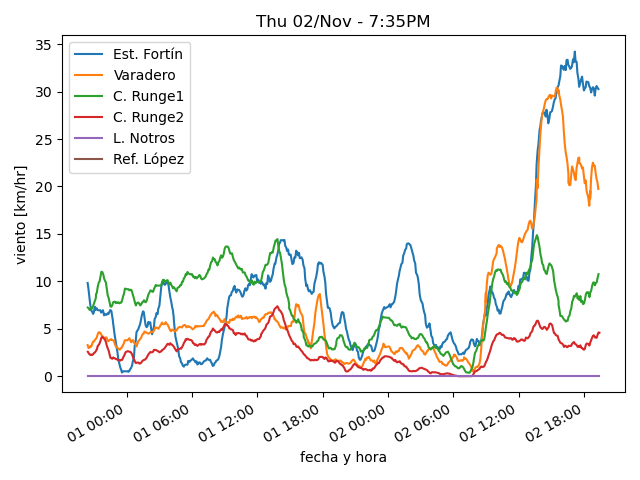 Thu 02/Nov - 7:35PM
Est. Fortín
Varadero
C. Runge1
C. Runge2
L. Notros
Ref. López
viento [km/hr]
35
30
25
20
15
10
5
0
01 00:00
01 06:00
01 12:00
01 18:00
02 00:00
02 06:00
02 12:00
02 18:00
fecha y hora